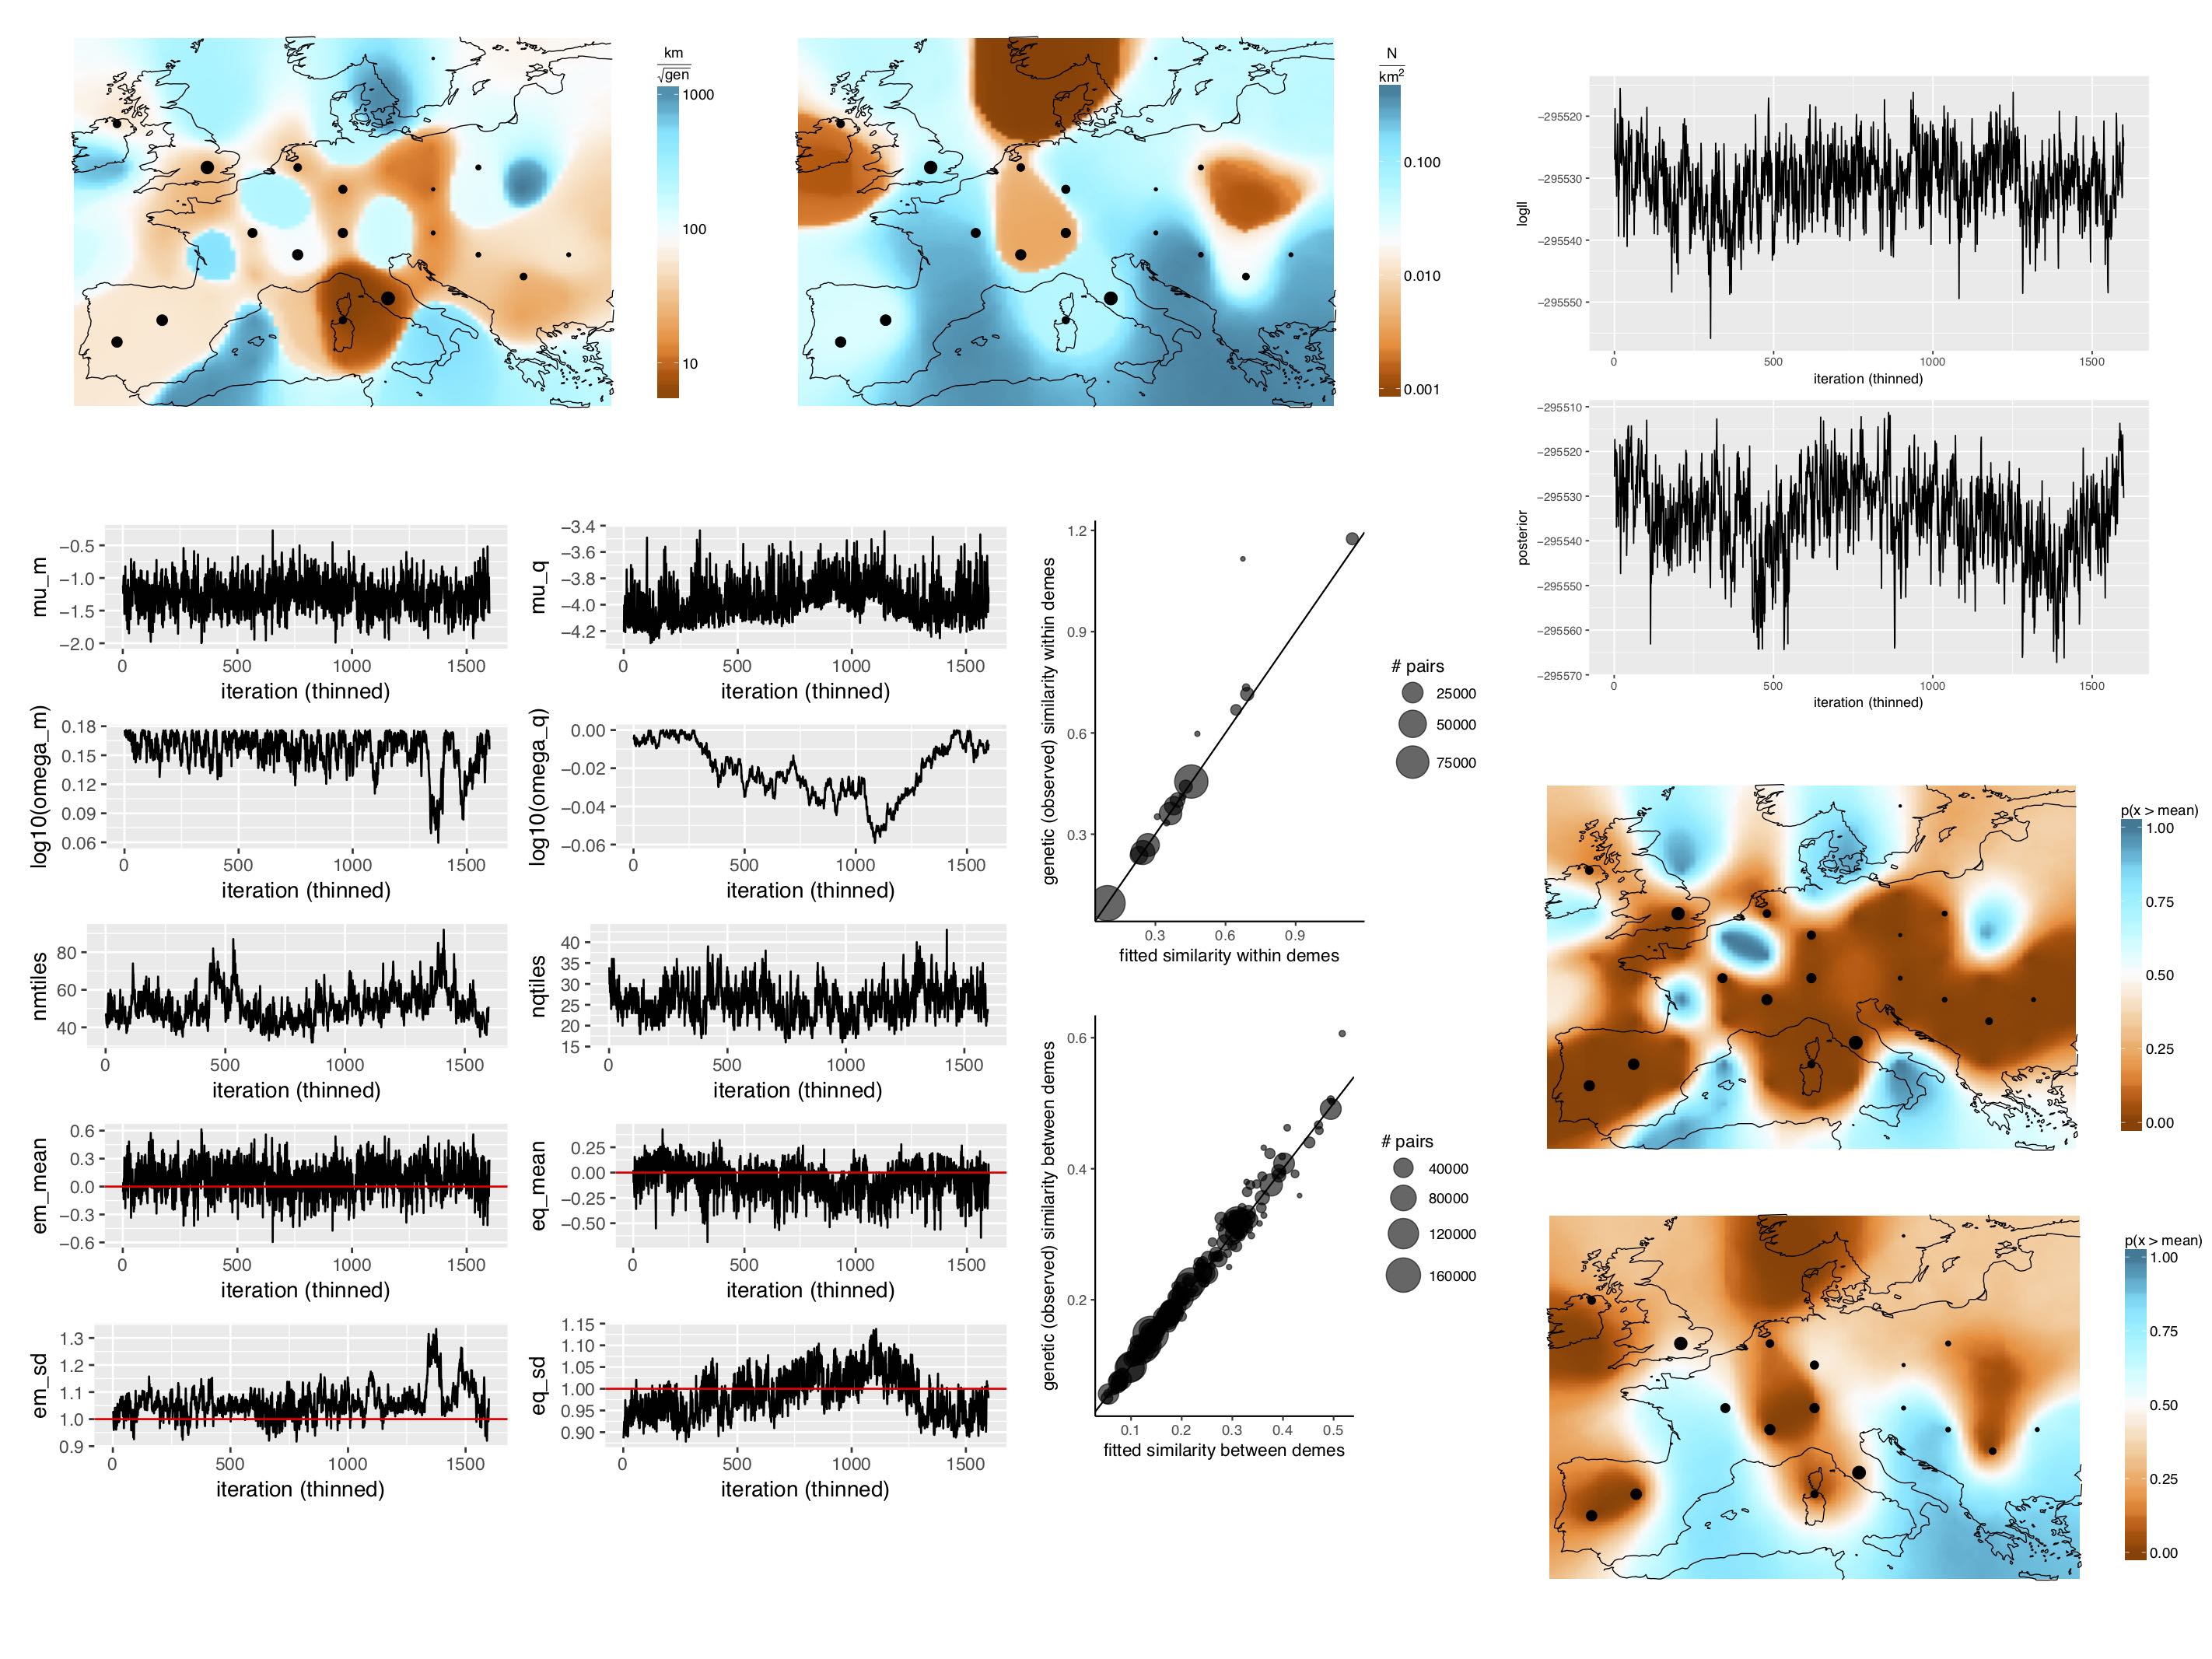 km
√gen
1000
100
10
N
km2
0.100
0.010
0.001
−295520
−295530
−295540
−295550
logll
0 500 1000 1500
iteration (thinned)
−295510
−295520
−295530
−295540
−295550
−295560
−295570
posterior
0 500 1000 1500
iteration (thinned)
−0.5
−1.0
−1.5
−2.0
mu_m
0 500 1000 1500
iteration (thinned)
−3.4
−3.6
−3.8
−4.0
−4.2
mu_q
0 500 1000 1500
iteration (thinned)
0.18
0.15
0.12
0.09
0.06
log10(omega_m)
0 500 1000 1500
iteration (thinned)
0.00
−0.02
−0.04
−0.06
log10(omega_q)
0 500 1000 1500
iteration (thinned)
80
60
40
nmtiles
0 500 1000 1500
iteration (thinned)
40
35
30
25
20
15
nqtiles
0 500 1000 1500
iteration (thinned)
0.6
0.3
0.0
−0.3
−0.6
em_mean
0 500 1000 1500
iteration (thinned)
0.25
0.00
−0.25
−0.50
eq_mean
0 500 1000 1500
iteration (thinned)
1.3
1.2
1.1
1.0
0.9
em_sd
0 500 1000 1500
iteration (thinned)
1.15
1.10
1.05
1.00
0.95
0.90
eq_sd
0 500 1000 1500
iteration (thinned)
1.2
0.9
0.6
0.3
genetic (observed) similarity within demes
0.3 0.6 0.9
fitted similarity within demes
# pairs
25000
50000
75000
0.6
0.4
0.2
genetic (observed) similarity between demes
0.1 0.2 0.3 0.4 0.5
fitted similarity between demes
# pairs
40000
80000
120000
160000
p(x > mean)
1.00
0.75
0.50
0.25
0.00
p(x > mean)
1.00
0.75
0.50
0.25
0.00